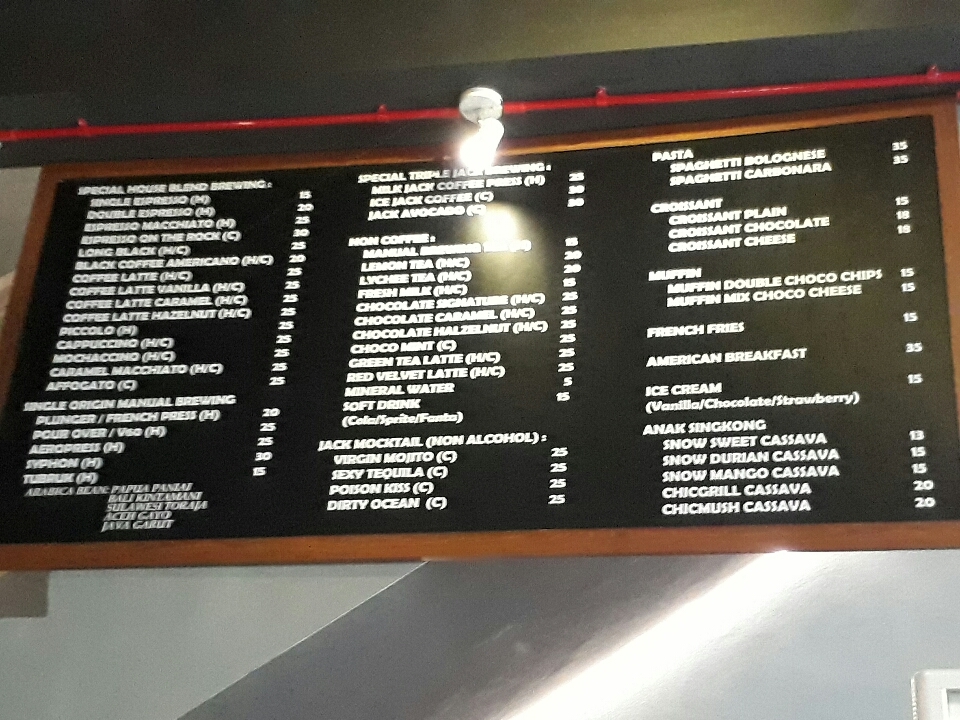 SPECIAL HOUSE BLEND BREWING :
SINGLE ESPRESSO (H) 15
DOUBLE ESPRESSO (H) 20
ESPRESSO MACCHIATO (H) 25
ESPRESSO ON THE ROCK (C) 30
LONG BLACK (H/C) 25
BLACK COFFEE AMERICANO (H/C) 20
COFFEE LATTE (H/C) 25
COFFEE LATTE VANILLA (H/C) 25
COFFEE LATTE CARAMEL (H/C) 25
COFFEE LATTE HAZELNUT (H/C) 25
PICCOLO (H) 25
CAPPUCCINO (H/C) 25
MOCHACCINO (H/C) 25
CARAMEL MACCHIATO (H/C) 25
AFFOGATO (C) 25
SINGLE ORIGIN MANUAL BREWING
PLUNGER / FRENCH PRESS (H) 20
POUR OVER / V60 (H) 25
AEROPRESS (H) 25
SYPHON (H) 30
TUBRUK (H) 15
ARABICA BEAN: PAPUA PANIAI
BALI KINTAMANI
SULAWESI TORAJA
ACEH GAYO
JAVA GARUT
SPECIAL TRIPLE JACK BREWING :
MILK JACK COFFEE PRESS (H) 25
ICE JACK COFFEE (C) 30
JACK AVOCADO (C) 30
NON COFFEE :
MANUAL 15
LEMON TEA (H/C) 20
LYCHEE TEA (H/C) 20
FRESH MILK (H/C) 15
CHOCOLATE SIGNATURE (H/C) 25
CHOCOLATE CARAMEL (H/C) 25
CHOCOLATE HALZELNUT (H/C) 25
CHOCO MINT (C) 25
GREEN TEA LATTE (H/C) 25
RED VELVET LATTE (H/C) 25
MINERAL WATER 5
SOFT DRINK 15
(Cola/Sprite/Fanta)
JACK MOCKTAIL (NON ALCOHOL) :
VIRGIN MOJITO (C) 25
SEXY TEQUILA (C) 25
POISON KISS (C) 25
DIRTY OCEAN (C) 25
PASTA
SPAGHETTI BOLOGNESE 35
SPAGHETTI CARBONARA 35
CROISSANT
CROISSANT PLAIN 15
CROISSANT CHOCOLATE 18
CROISSANT CHEESE 18
MUFFIN
MUFFIN DOUBLE CHOCO CHIPS 15
MUFFIN MIX CHOCO CHEESE 15
FRENCH FRIES 15
AMERICAN BREAKFAST 35
ICE CREAM 15
(Vanilla/Chocolate/Strawberry)
ANAK SINGKONG
SNOW SWEET CASSAVA 13
SNOW DURIAN CASSAVA 15
SNOW MANGO CASSAVA 15
CHICGRILL CASSAVA 20
CHICMUSH CASSAVA 20